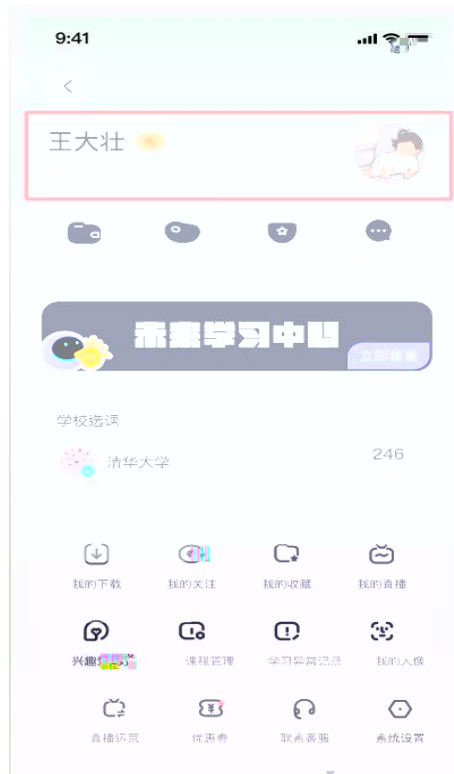 9:41
王大壮
未来学习中心
立即查看
学校选课
清华大学
246
我的下载 我的关注 我的收藏 我的直播
兴趣 课程管理 学习异常记录 我的人像
直播运营 优惠券 联系客服 系统设置